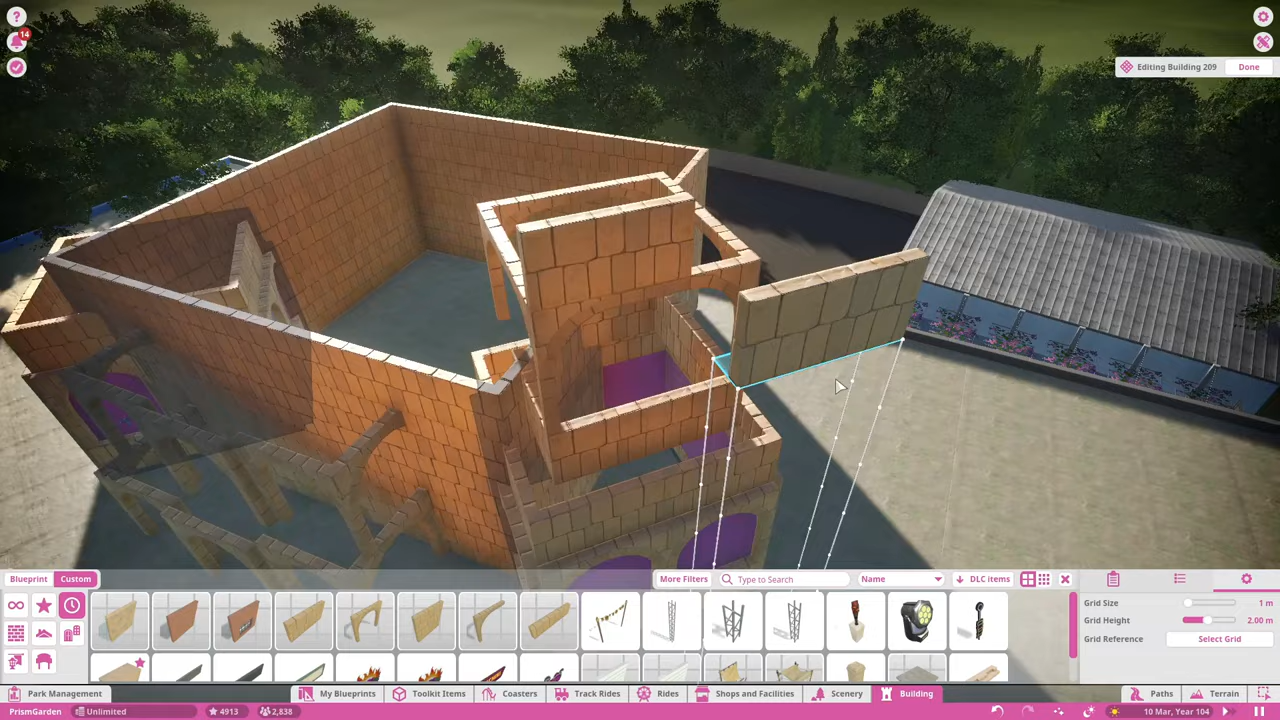 ?
14
Editing Building 209
Done
Blueprint
Custom
More Filters
Type to Search
Name
DLC items
Grid Size
1 m
Grid Height
2.00 m
Grid Reference
Select Grid
Park Management
My Blueprints
Toolkit Items
Coasters
Track Rides
Rides
Shops and Facilities
Scenery
Building
Paths
Terrain
PrismGarden
Unlimited
4913
2,838
10 Mar, Year 104